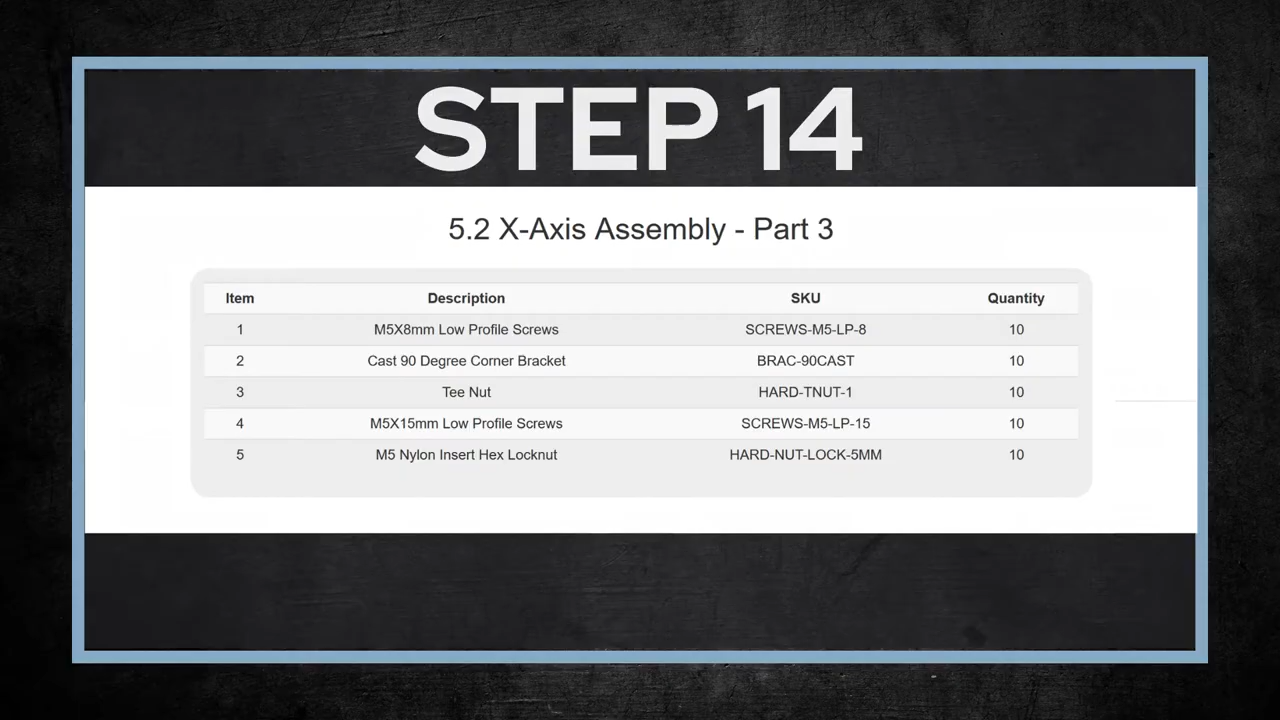 STEP 14
5.2 X-Axis Assembly - Part 3
Item Description SKU Quantity
1 M5X8mm Low Profile Screws SCREWS-M5-LP-8 10
2 Cast 90 Degree Corner Bracket BRAC-90CAST 10
3 Tee Nut HARD-TNUT-1 10
4 M5X15mm Low Profile Screws SCREWS-M5-LP-15 10
5 M5 Nylon Insert Hex Locknut HARD-NUT-LOCK-5MM 10